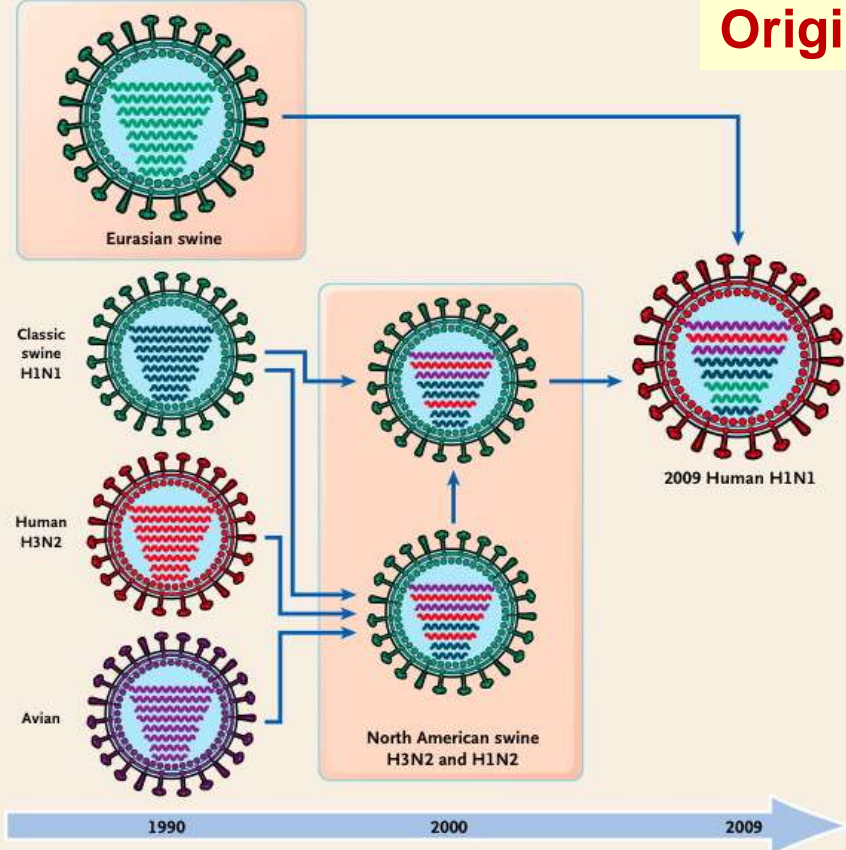 Origi
Eurasian swine
Classic
swine
H1N1
Human
H3N2
2009 Human H1N1
Avian
North American swine
H3N2 and H1N2
1990
2000
2009